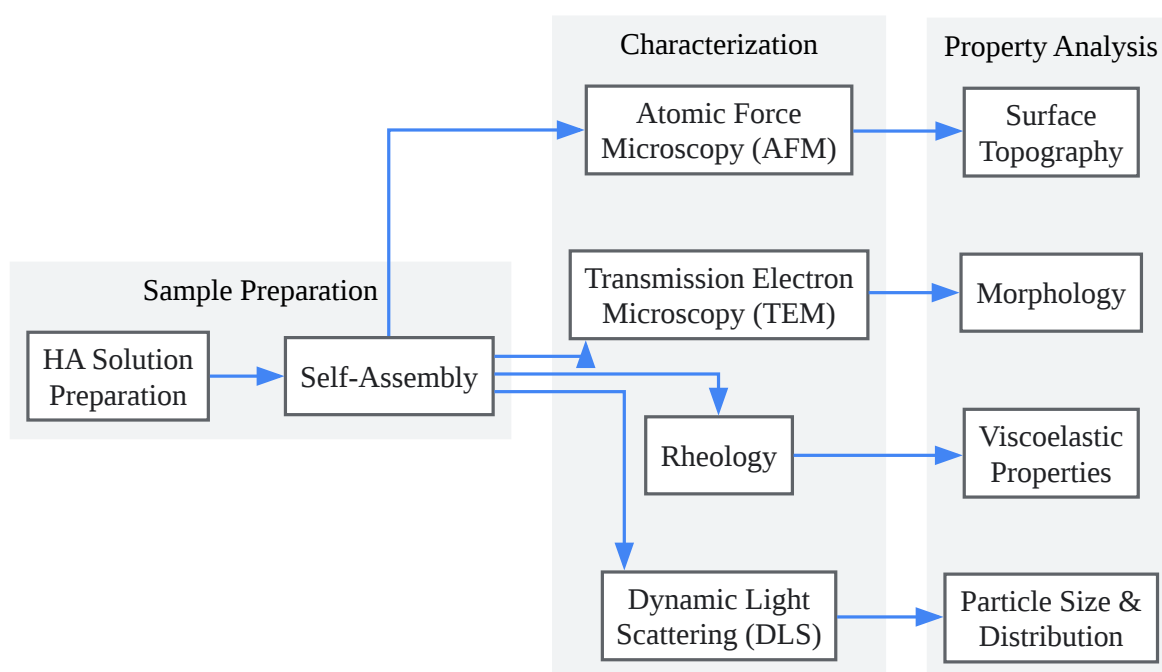 Characterization
Property Analysis
Atomic Force
Microscopy (AFM)
Surface
Topography
Sample Preparation
Transmission Electron
Microscopy (TEM)
Morphology
HA Solution
Preparation
Self-Assembly
Rheology
Viscoelastic
Properties
Dynamic Light
Scattering (DLS)
Particle Size &
Distribution